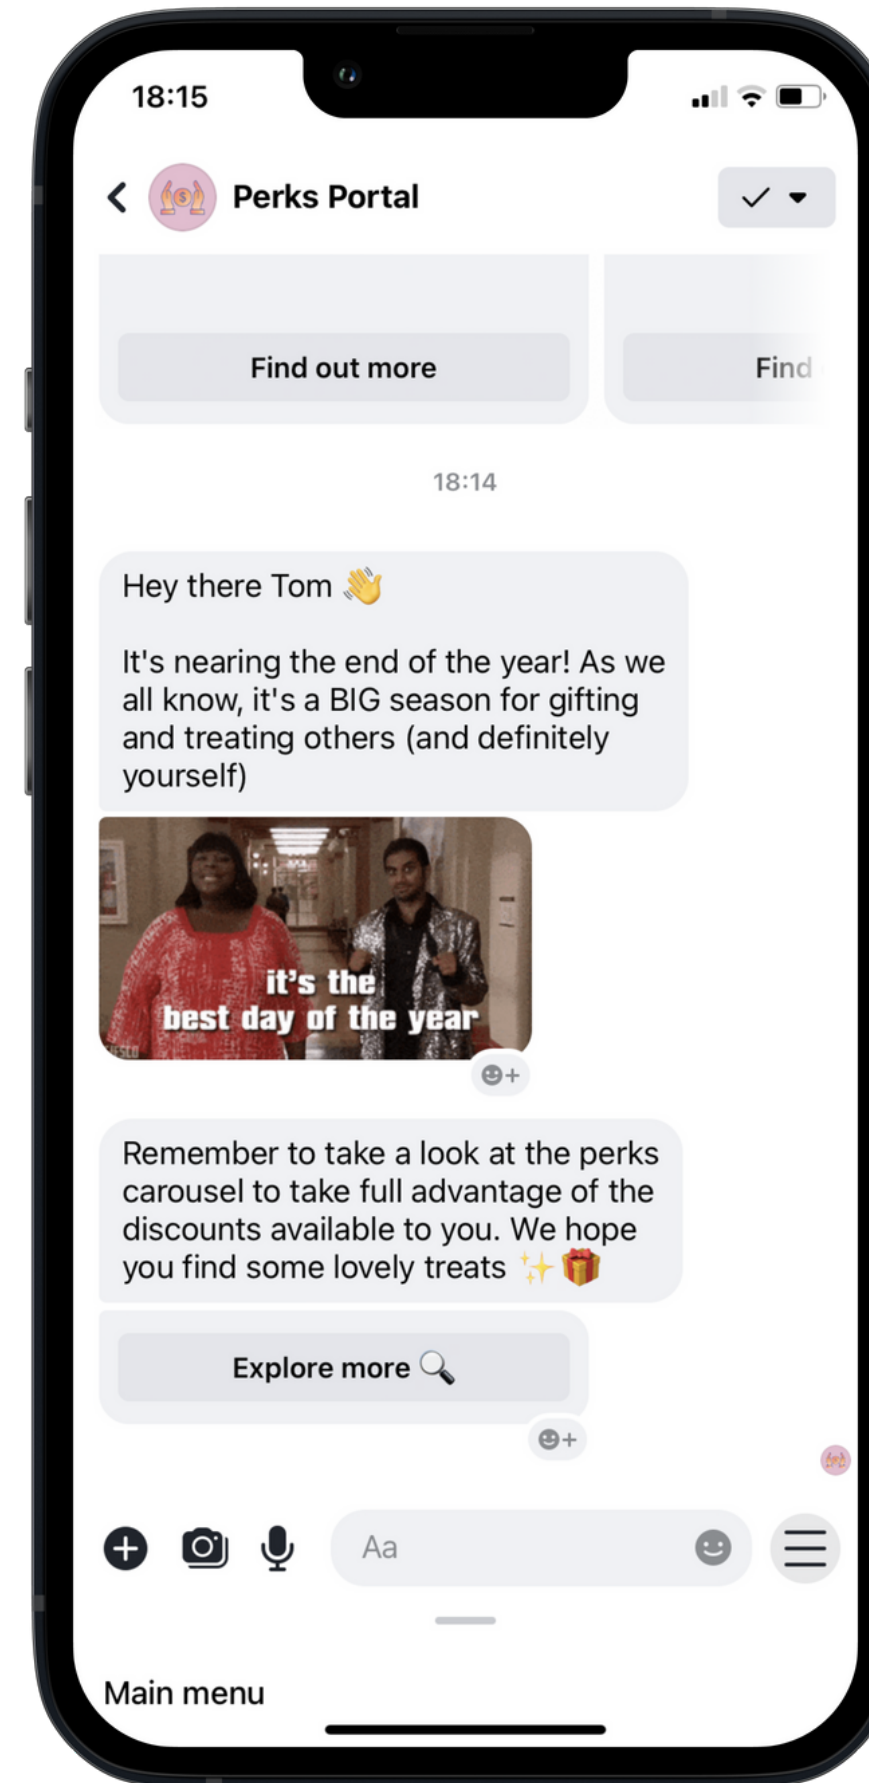 18:15
Perks Portal
Find out more
Find
18:14
Hey there Tom 👋
It's nearing the end of the year! As we
all know, it's a BIG season for gifting
and treating others (and definitely
yourself)
it's the
best day of the year
Remember to take a look at the perks
carousel to take full advantage of the
discounts available to you. We hope
you find some lovely treats ✨🎁
Explore more 🔍
Aa
Main menu